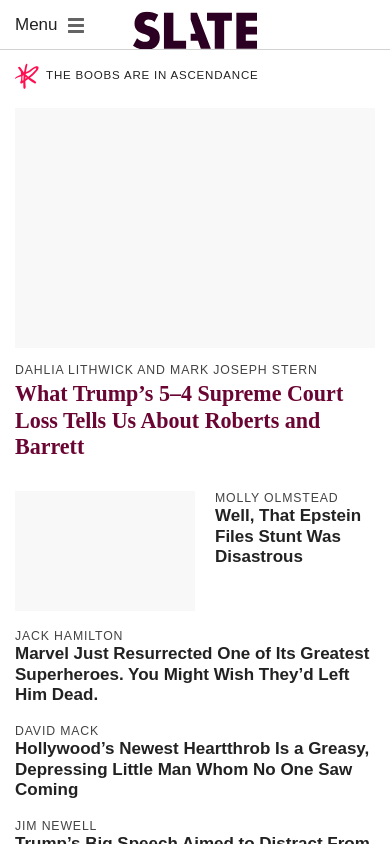 Menu
SLATE
THE BOOBS ARE IN ASCENDANCE
DAHLIA LITHWICK AND MARK JOSEPH STERN
What Trump’s 5–4 Supreme Court
Loss Tells Us About Roberts and
Barrett
MOLLY OLMSTEAD
Well, That Epstein
Files Stunt Was
Disastrous
JACK HAMILTON
Marvel Just Resurrected One of Its Greatest
Superheroes. You Might Wish They’d Left
Him Dead.
DAVID MACK
Hollywood’s Newest Heartthrob Is a Greasy,
Depressing Little Man Whom No One Saw
Coming
JIM NEWELL
Trump’s Big Speech Aimed to Distract From